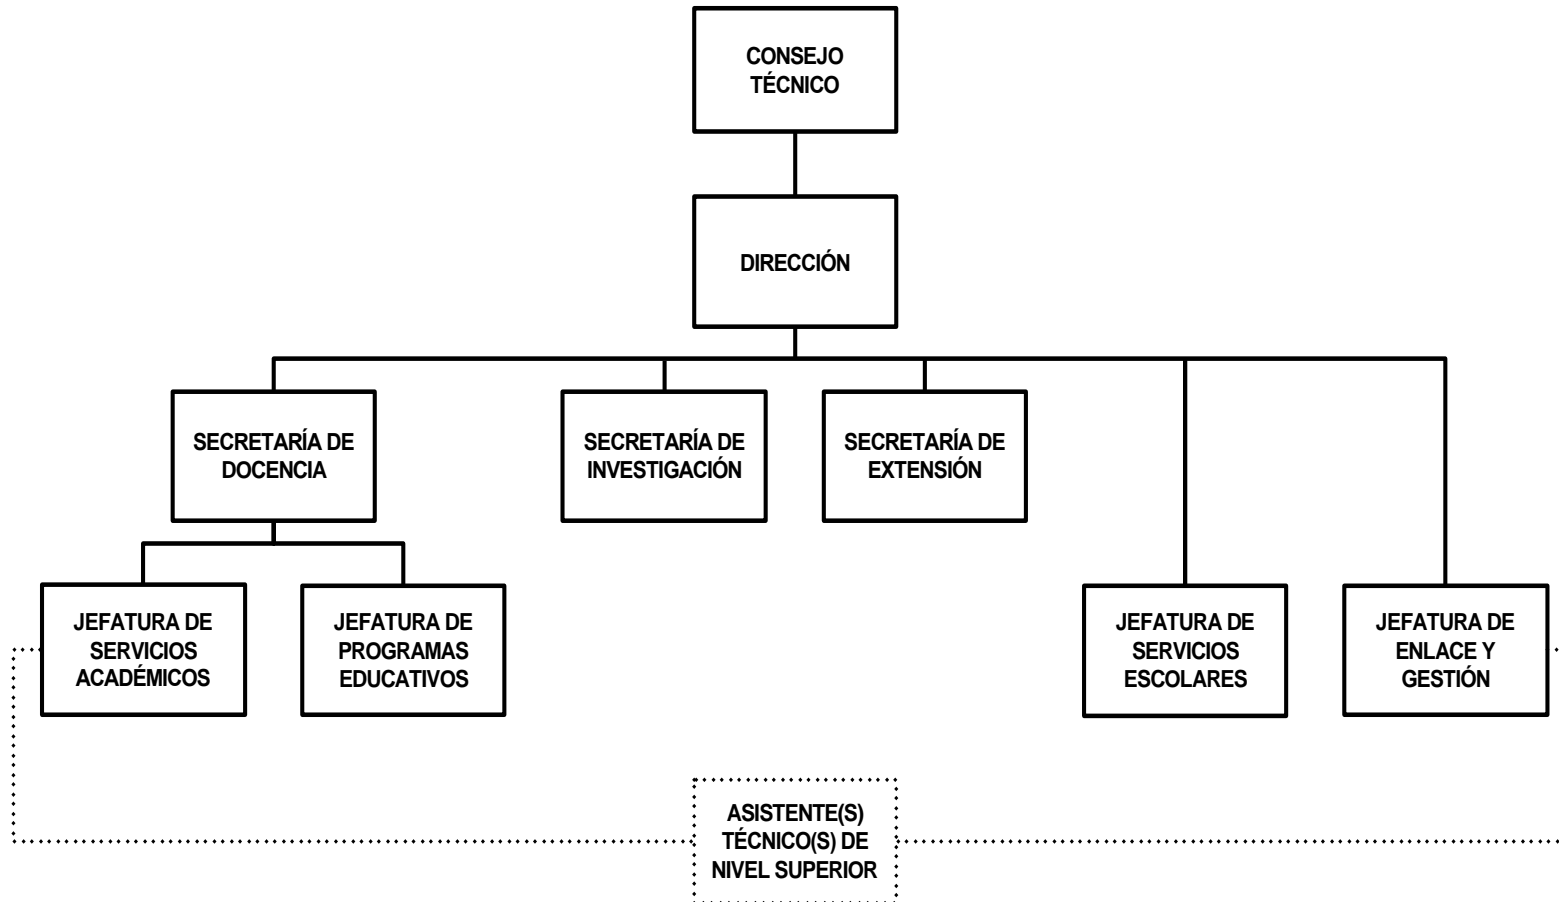 CONSEJO
TÉCNICO
DIRECCIÓN
SECRETARÍA DE
DOCENCIA
SECRETARÍA DE
INVESTIGACIÓN
SECRETARÍA DE
EXTENSIÓN
JEFATURA DE
SERVICIOS
ACADÉMICOS
JEFATURA DE
PROGRAMAS
EDUCATIVOS
JEFATURA DE
SERVICIOS
ESCOLARES
JEFATURA DE
ENLACE Y
GESTIÓN
ASISTENTE(S)
TÉCNICO(S) DE
NIVEL SUPERIOR